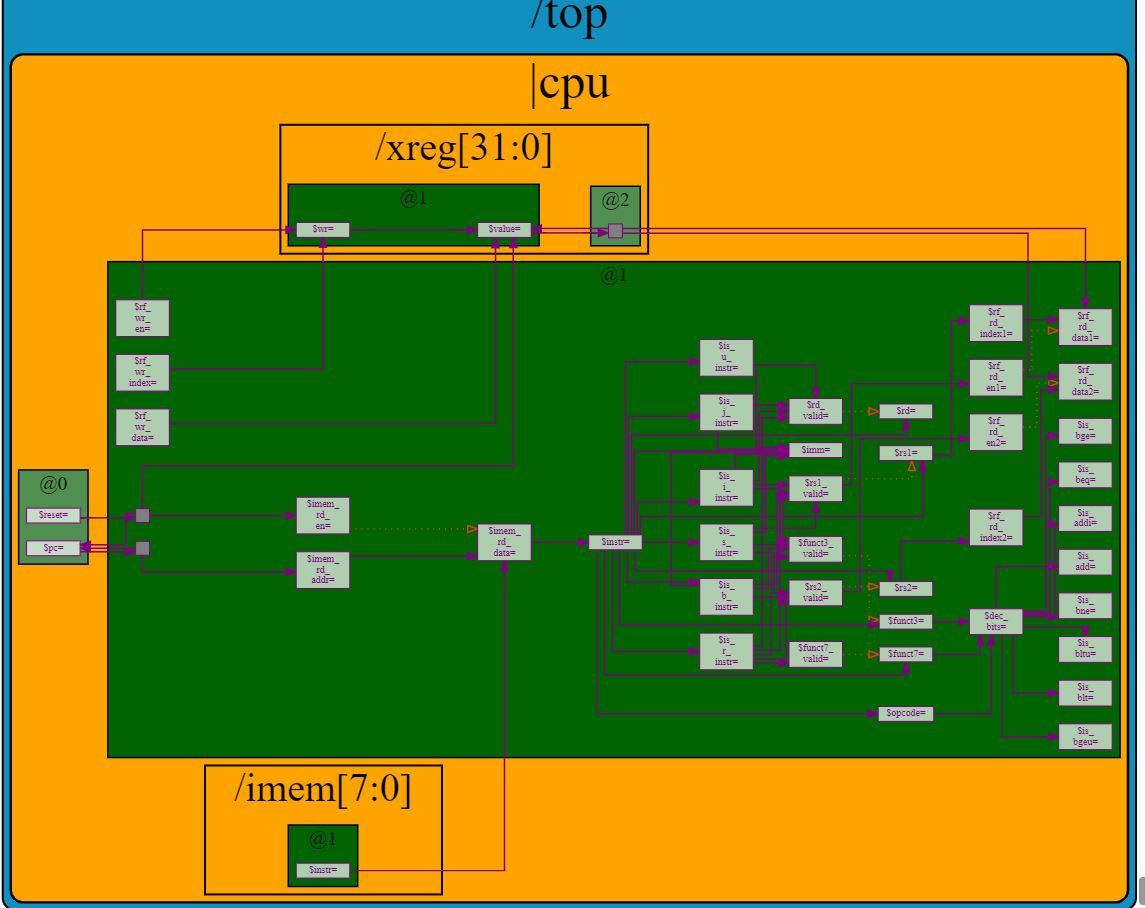 /top
|cpu
/xreg[31:0]
@1
$wr=
$value=
@2
@1
$rf_
wr_
en=
$rf_
wr_
index=
$rf_
wr_
data=
@0
$reset=
$pc=
$imem_
rd_
en=
$imem_
rd_
addr=
$imem_
rd_
data=
$instr=
$is_
u_
instr=
$is_
j_
instr=
$is_
i_
instr=
$is_
s_
instr=
$is_
b_
instr=
$is_
r_
instr=
$rd_
valid=
$imm=
$rs1_
valid=
$funct3_
valid=
$rs2_
valid=
$funct7_
valid=
$rd=
$rs1=
$rs2=
$funct3=
$funct7=
$opcode=
$rf_
rd_
index1=
$rf_
rd_
en1=
$rf_
rd_
en2=
$rf_
rd_
index2=
$dec_
bits=
$rf_
rd_
data1=
$rf_
rd_
data2=
$is_
bge=
$is_
beq=
$is_
addi=
$is_
add=
$is_
bne=
$is_
bltu=
$is_
blt=
$is_
bgeu=
/imem[7:0]
@1
$instr=